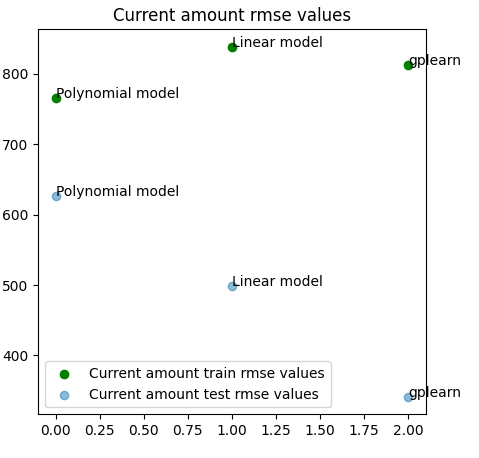 Current amount rmse values
Linear model
gplearn
800
Polynomial model
700
Polynomial model
600
Linear model
500
400
Current amount train rmse values
Current amount test rmse values
gplearn
0.00 0.25 0.50 0.75 1.00 1.25 1.50 1.75 2.00